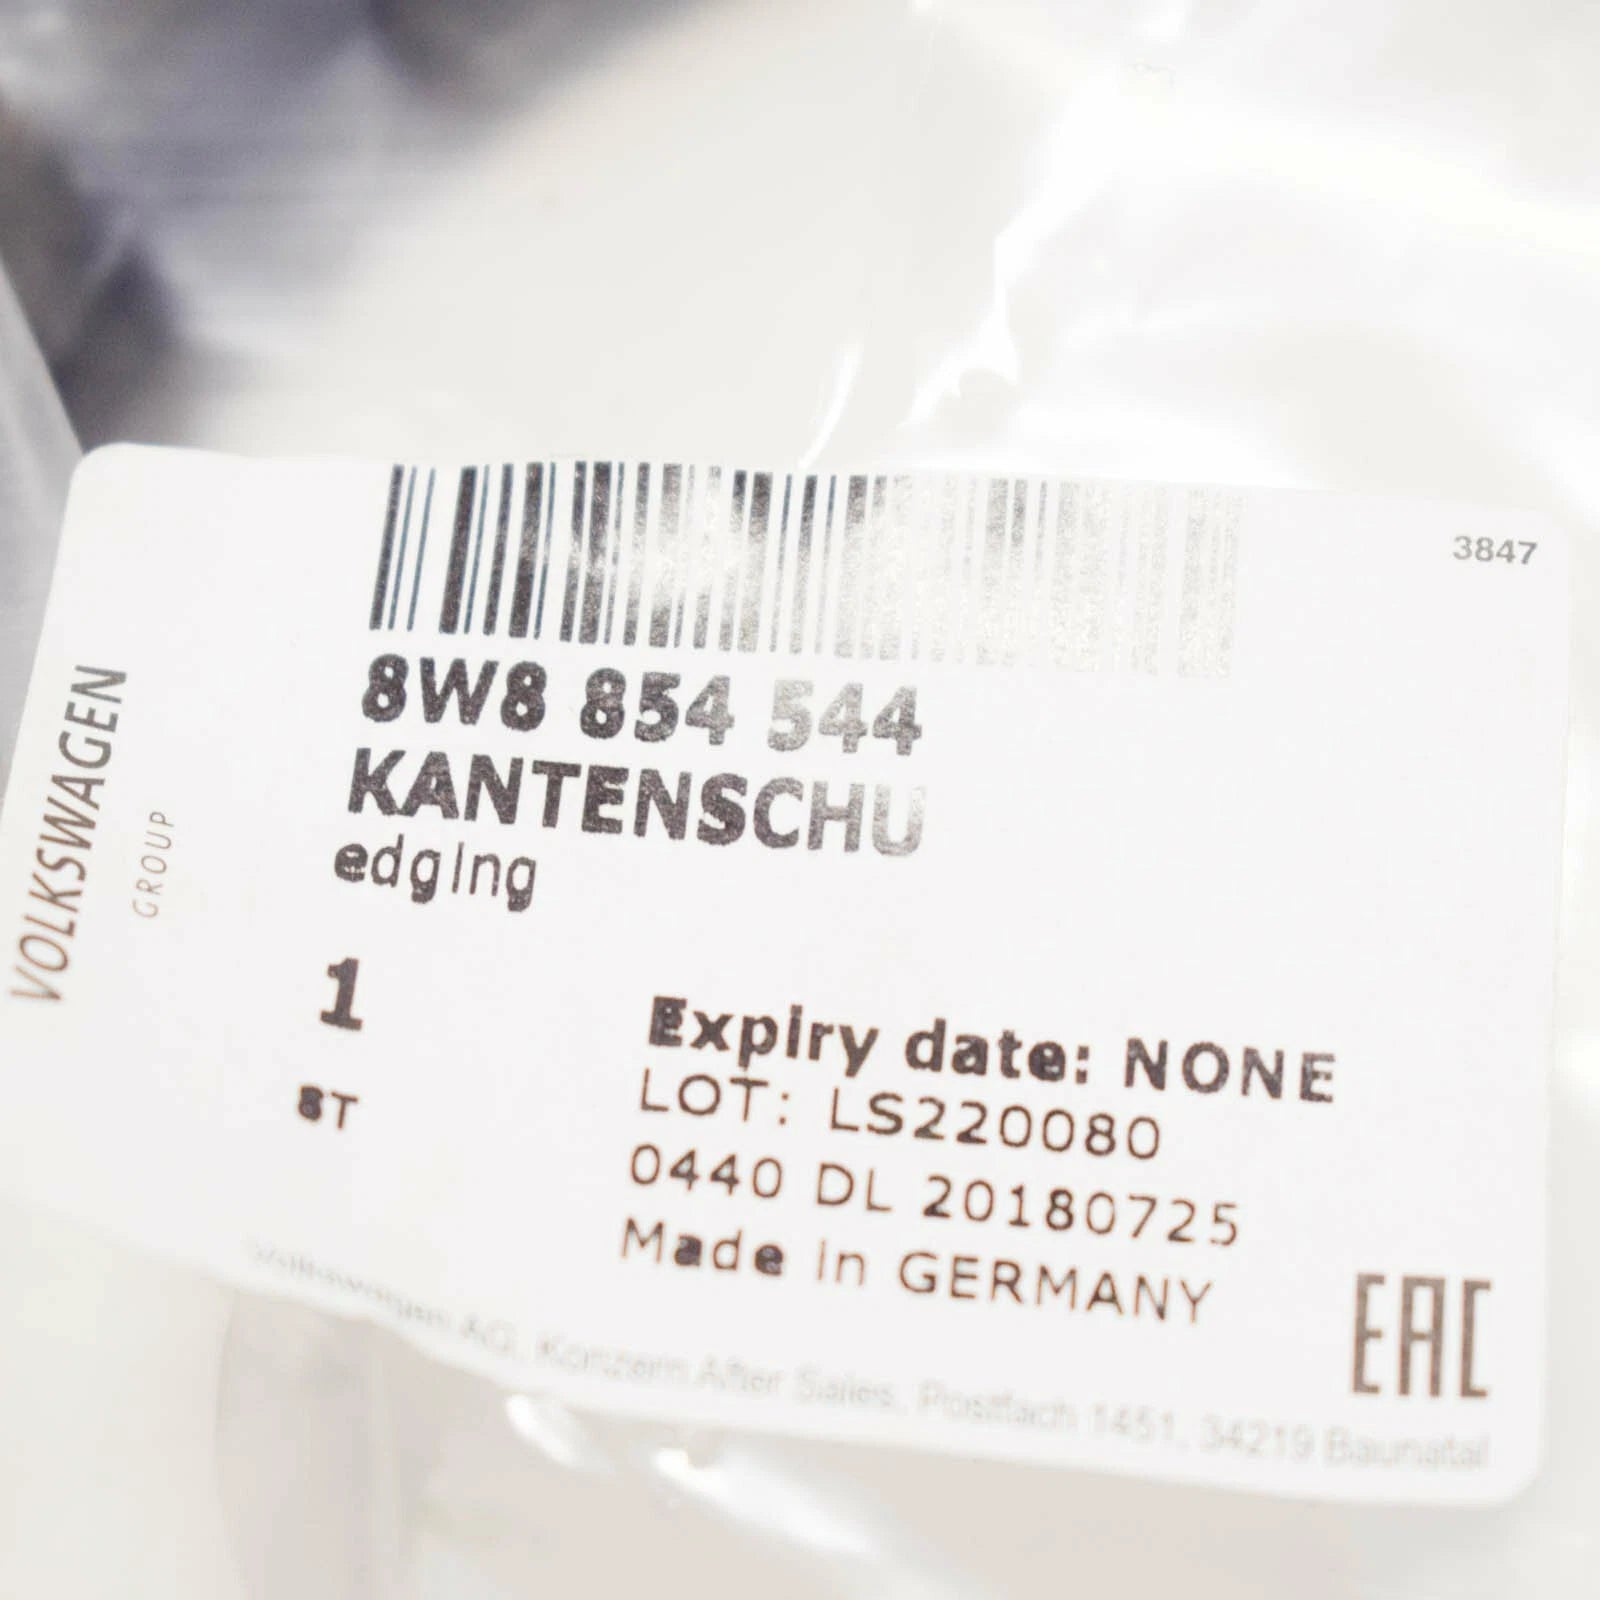 3847
8W8 854 544
KANTENSCHU
edging
1
ST
Expiry date: NONE
LOT: LS220080
0440 DL 20180725
Made in GERMANY
EAC
VOLKSWAGEN
GROUP
Volkswagen AG, Konzern After Sales, Postfach 1451, 34219 Baunatal